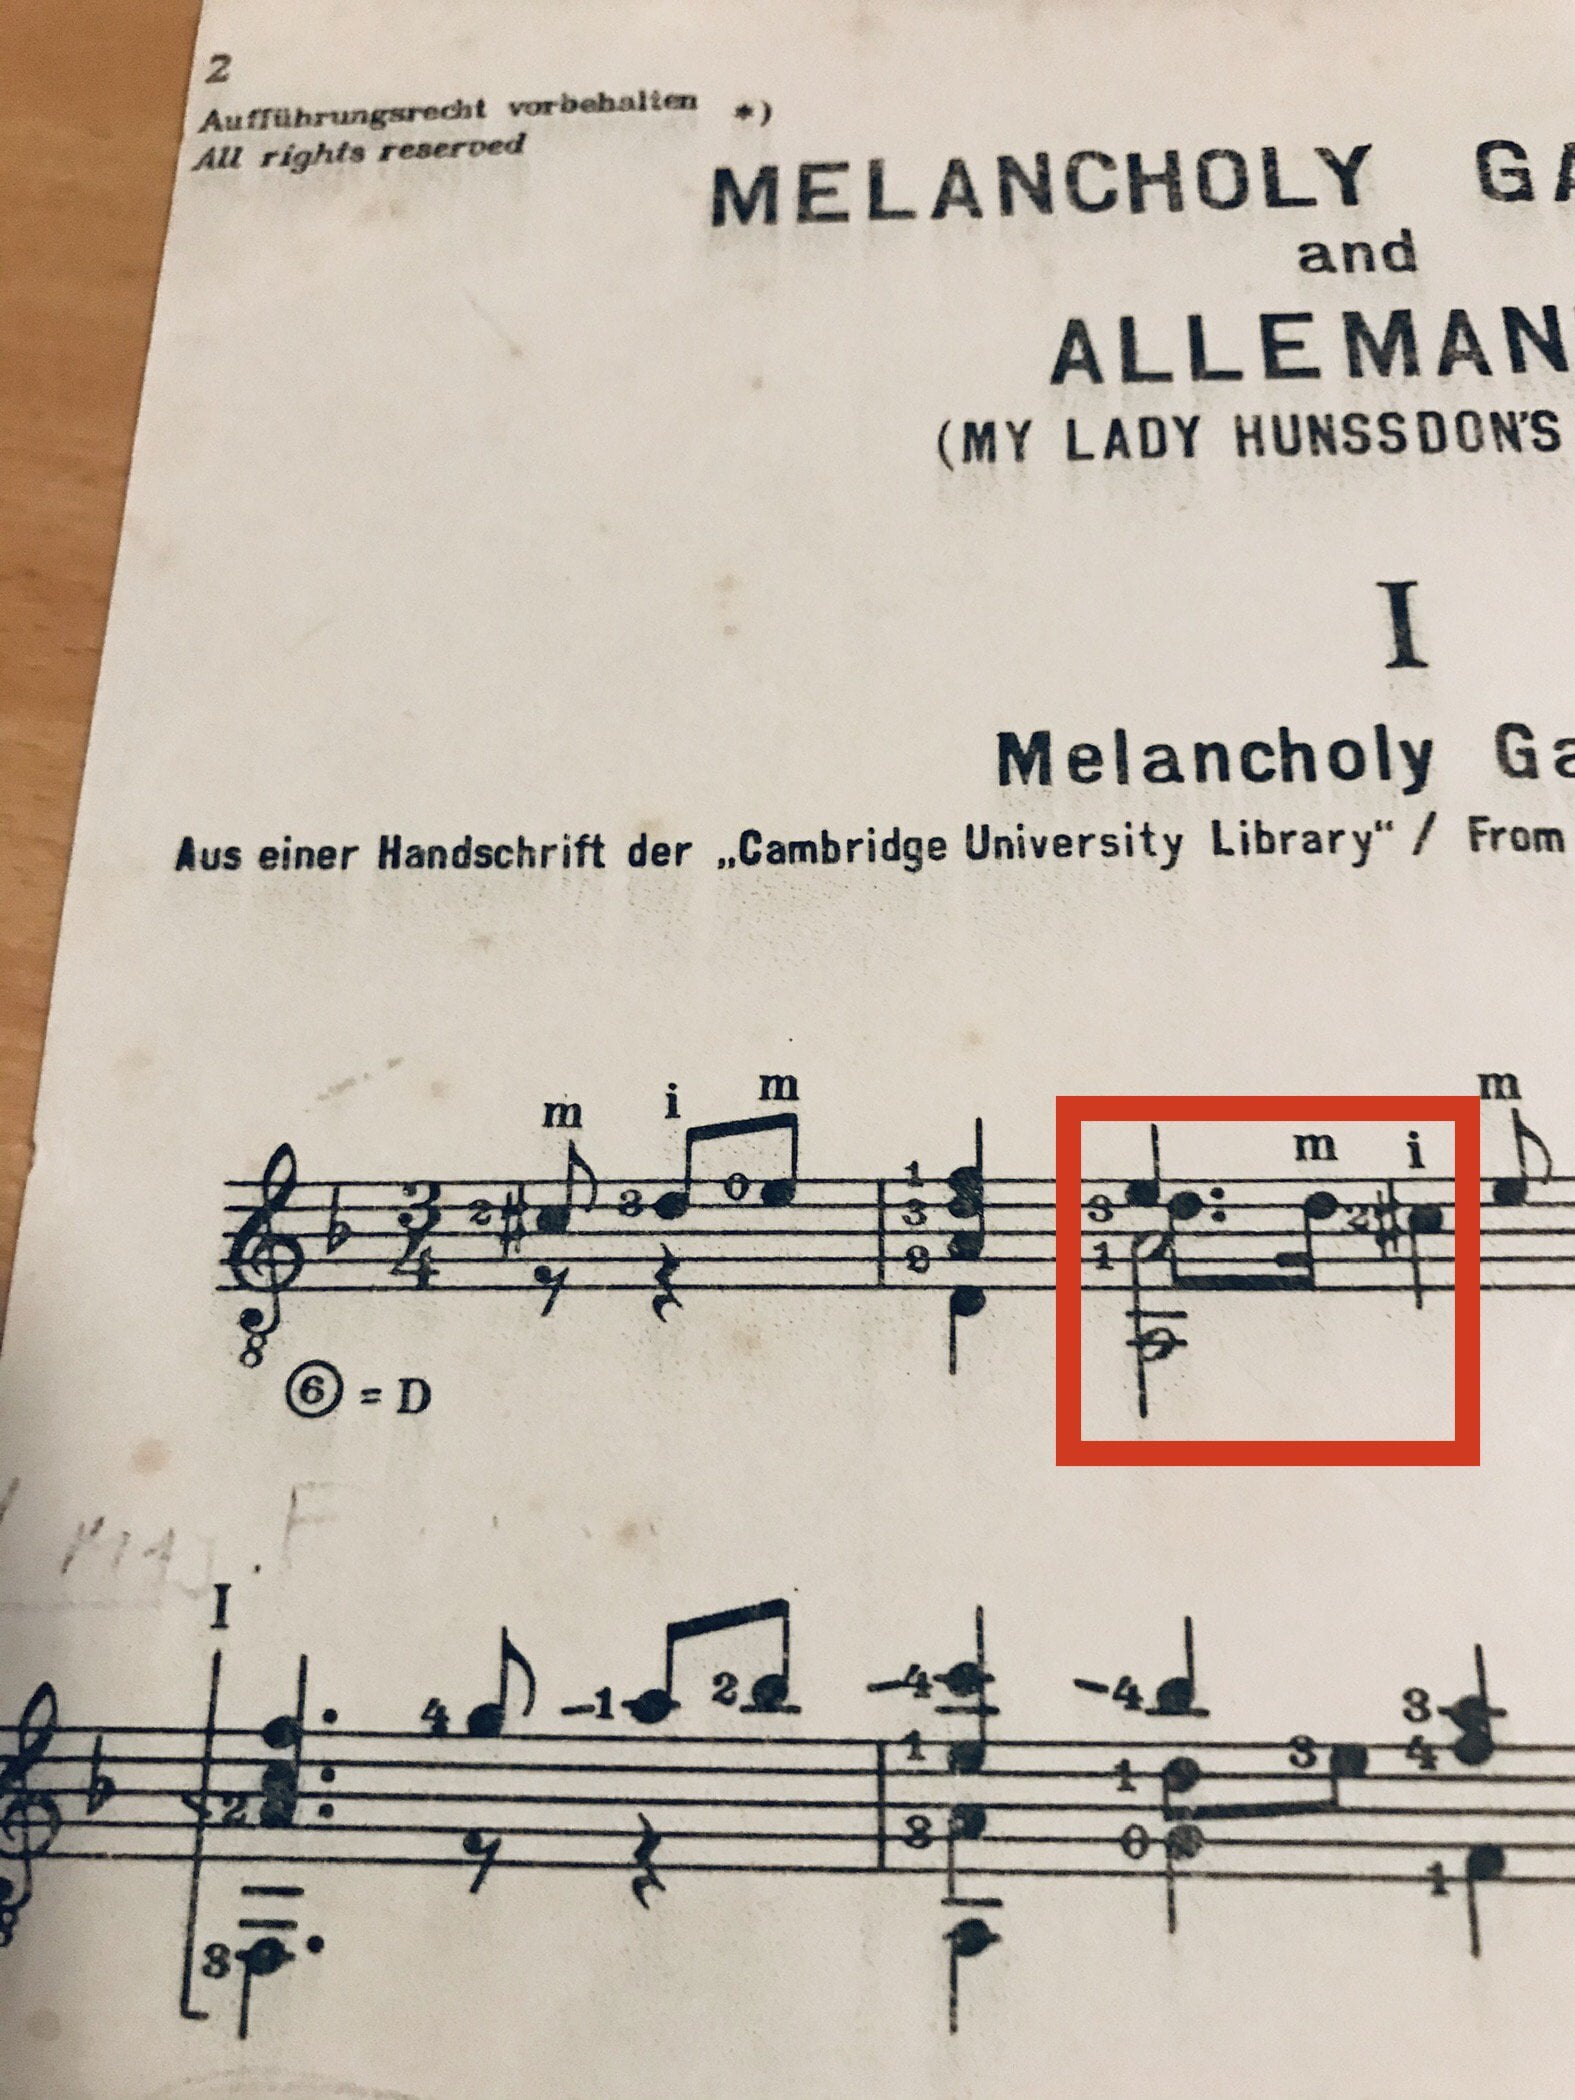 2
Aufführungsrecht vorbehalten *)
All rights reserved
MELANCHOLY GA
and
ALLEMAN
(MY LADY HUNSSDON'S
I
Melancholy Ga
Aus einer Handschrift der „Cambridge University Library“ / From
m i m m i m
3 2 3 0 1 3 2 3 1 2
4
8
⑥ = D
I
4 -1 2 -4 -4 3
2 1 3 1 0 3 4 1
3